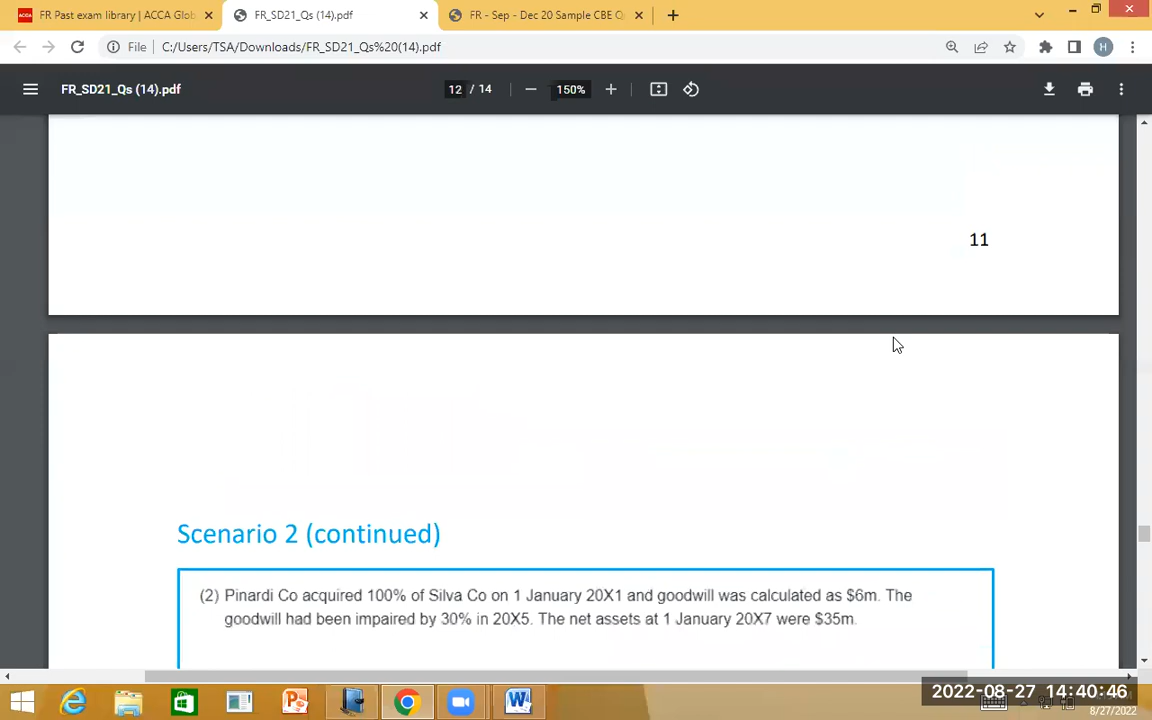 FR Past exam library | ACCA Glob
FR_SD21_Qs (14).pdf
FR - Sep - Dec 20 Sample CBE Q
File
C:/Users/TSA/Downloads/FR_SD21_Qs%20(14).pdf
H
FR_SD21_Qs (14).pdf
12 / 14
150%
11
Scenario 2 (continued)
(2) Pinardi Co acquired 100% of Silva Co on 1 January 20X1 and goodwill was calculated as $6m. The
goodwill had been impaired by 30% in 20X5. The net assets at 1 January 20X7 were $35m.
2022-08-27 14:40:46
8/27/2022